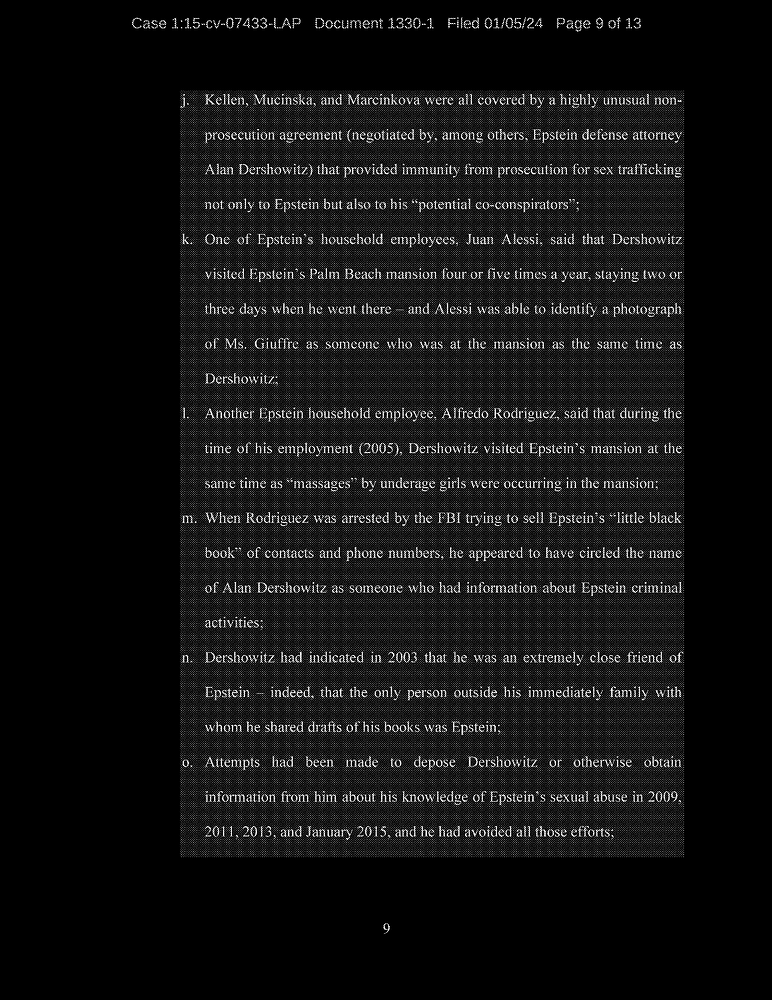 Case 1:15-cv-07433-LAP Document 1330-1 Filed 01/05/24 Page 9 of 13
j. Kellen, Mucinska, and Marcinkova were all covered by a highly unusual non-
prosecution agreement (negotiated by, among others, Epstein defense attorney
Alan Dershowitz) that provided immunity from prosecution for sex trafficking
not only to Epstein but also to his “potential co-conspirators”;
k. One of Epstein’s household employees, Juan Alessi, said that Dershowitz
visited Epstein’s Palm Beach mansion four or five times a year, staying two or
three days when he went there – and Alessi was able to identify a photograph
of Ms. Giuffre as someone who was at the mansion as the same time as
Dershowitz;
l. Another Epstein household employee, Alfredo Rodriguez, said that during the
time of his employment (2005), Dershowitz visited Epstein’s mansion at the
same time as “massages” by underage girls were occurring in the mansion;
m. When Rodriguez was arrested by the FBI trying to sell Epstein’s “little black
book” of contacts and phone numbers, he appeared to have circled the name
of Alan Dershowitz as someone who had information about Epstein criminal
activities;
n. Dershowitz had indicated in 2003 that he was an extremely close friend of
Epstein – indeed, that the only person outside his immediately family with
whom he shared drafts of his books was Epstein;
o. Attempts had been made to depose Dershowitz or otherwise obtain
information from him about his knowledge of Epstein’s sexual abuse in 2009,
2011, 2013, and January 2015, and he had avoided all those efforts;
9